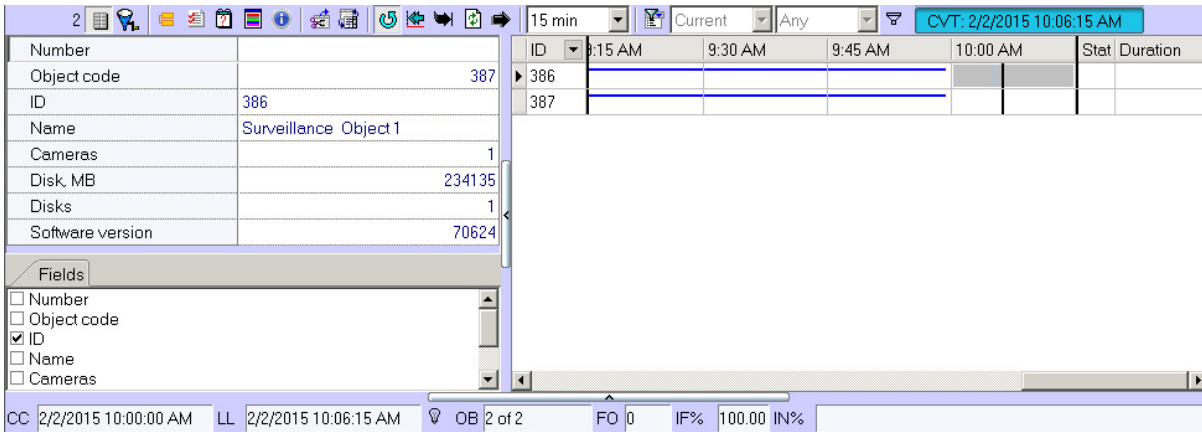 2 15 min Current Any CVT: 2/2/2015 10:06:15 AM
Number
Object code 387
ID 386
Name Surveillance Object 1
Cameras 1
Disk, MB 234135
Disks 1
Software version 70624
Fields
Number
Object code
ID
Name
Cameras
ID 9:15 AM 9:30 AM 9:45 AM 10:00 AM Stat Duration
386
387
CC 2/2/2015 10:00:00 AM LL 2/2/2015 10:06:15 AM OB 2 of 2 FO 0 IF% 100.00 IN%